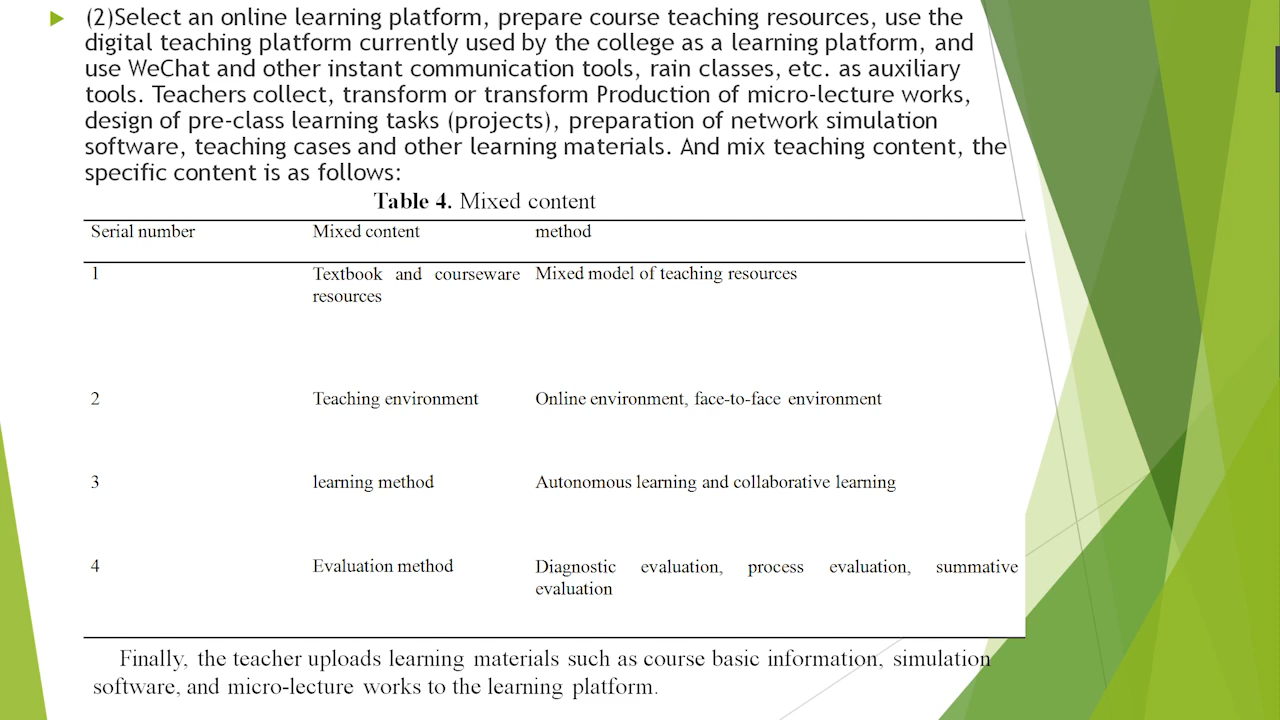 (2)Select an online learning platform, prepare course teaching resources, use the
digital teaching platform currently used by the college as a learning platform, and
use WeChat and other instant communication tools, rain classes, etc. as auxiliary
tools. Teachers collect, transform or transform Production of micro-lecture works,
design of pre-class learning tasks (projects), preparation of network simulation
software, teaching cases and other learning materials. And mix teaching content, the
specific content is as follows:
Table 4. Mixed content
Serial number Mixed content method
1 Textbook and courseware Mixed model of teaching resources
resources
2 Teaching environment Online environment, face-to-face environment
3 learning method Autonomous learning and collaborative learning
4 Evaluation method Diagnostic evaluation, process evaluation, summative
evaluation
Finally, the teacher uploads learning materials such as course basic information, simulation
software, and micro-lecture works to the learning platform.